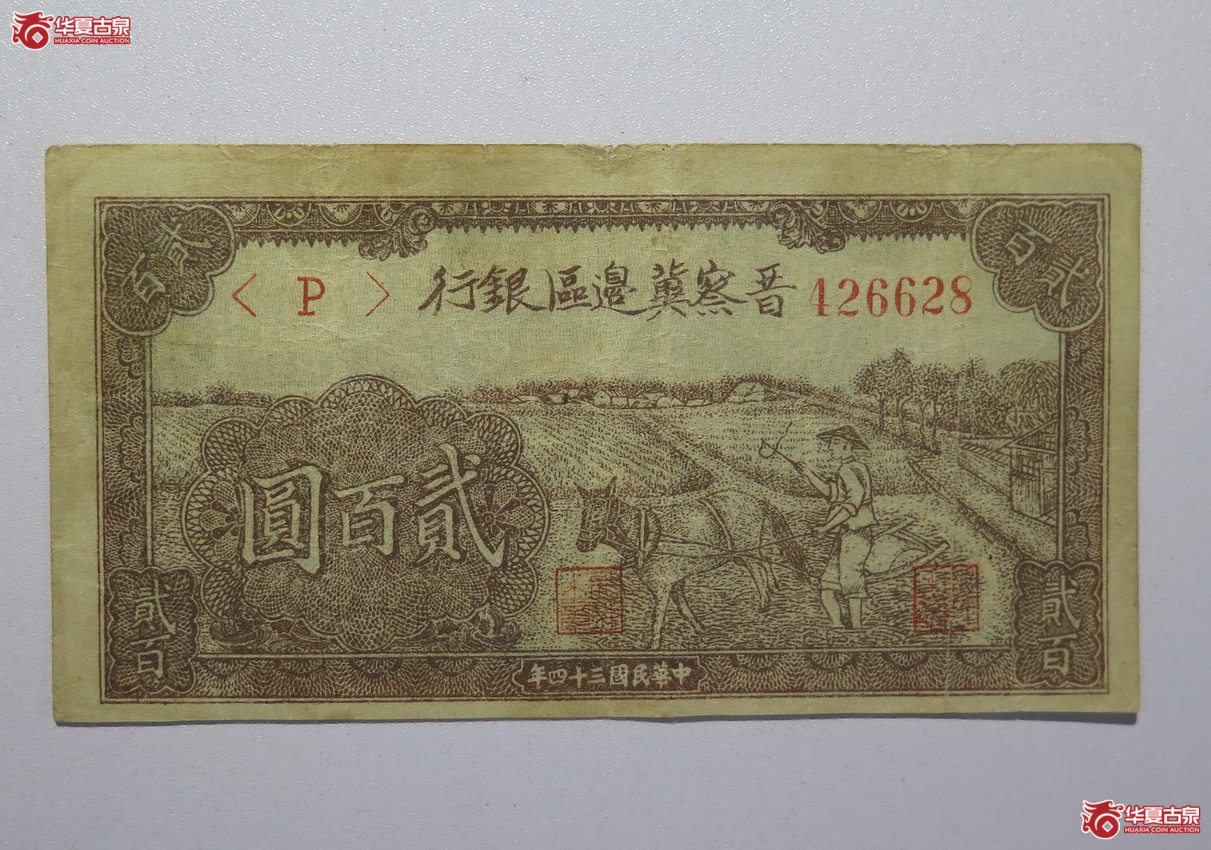 华夏古泉
HUAXIA COIN AUCTION
貳百
百貳
< P >
行銀區邊冀察晉
426628
圓百貳
貳百
貳百
年四十三國民華中
华夏古泉
HUAXIA COIN AUCTION